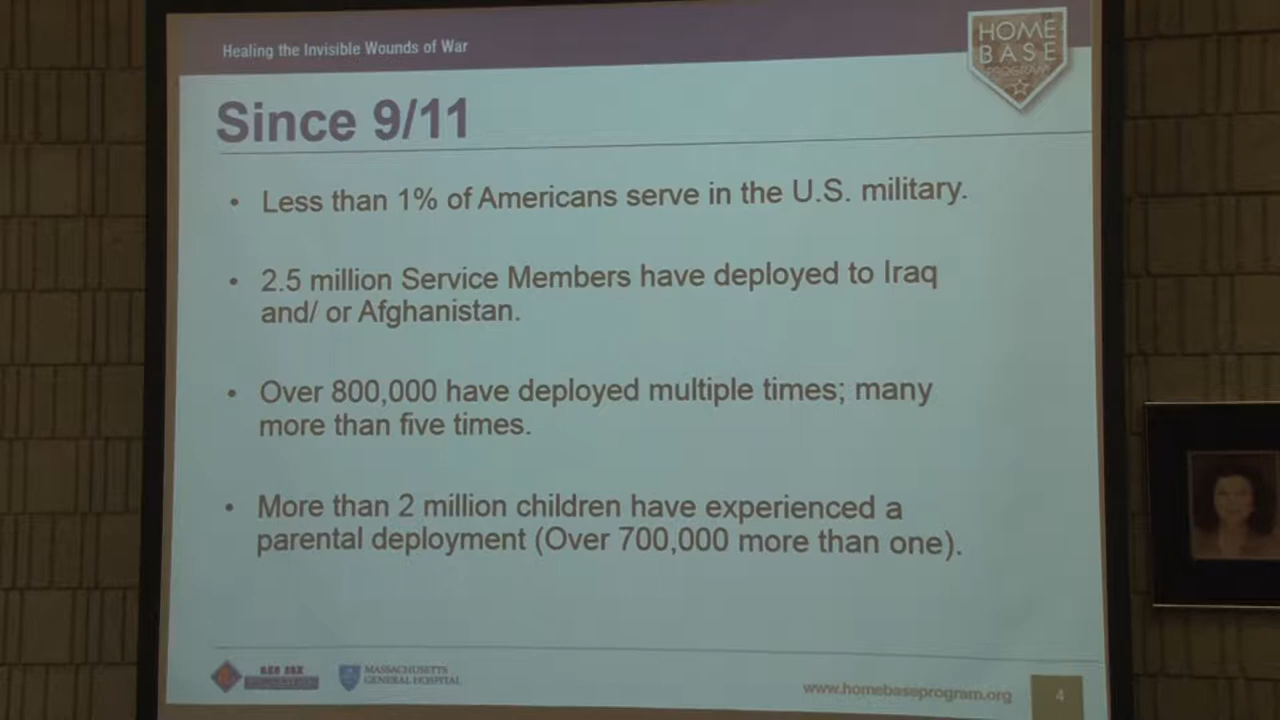 Healing the Invisible Wounds of War
HOME
BASE
PROGRAM
Since 9/11
• Less than 1% of Americans serve in the U.S. military.
• 2.5 million Service Members have deployed to Iraq
and/ or Afghanistan.
• Over 800,000 have deployed multiple times; many
more than five times.
• More than 2 million children have experienced a
parental deployment (Over 700,000 more than one).
RED SOX
MASSACHUSETTS
GENERAL HOSPITAL
www.homebaseprogram.org
4